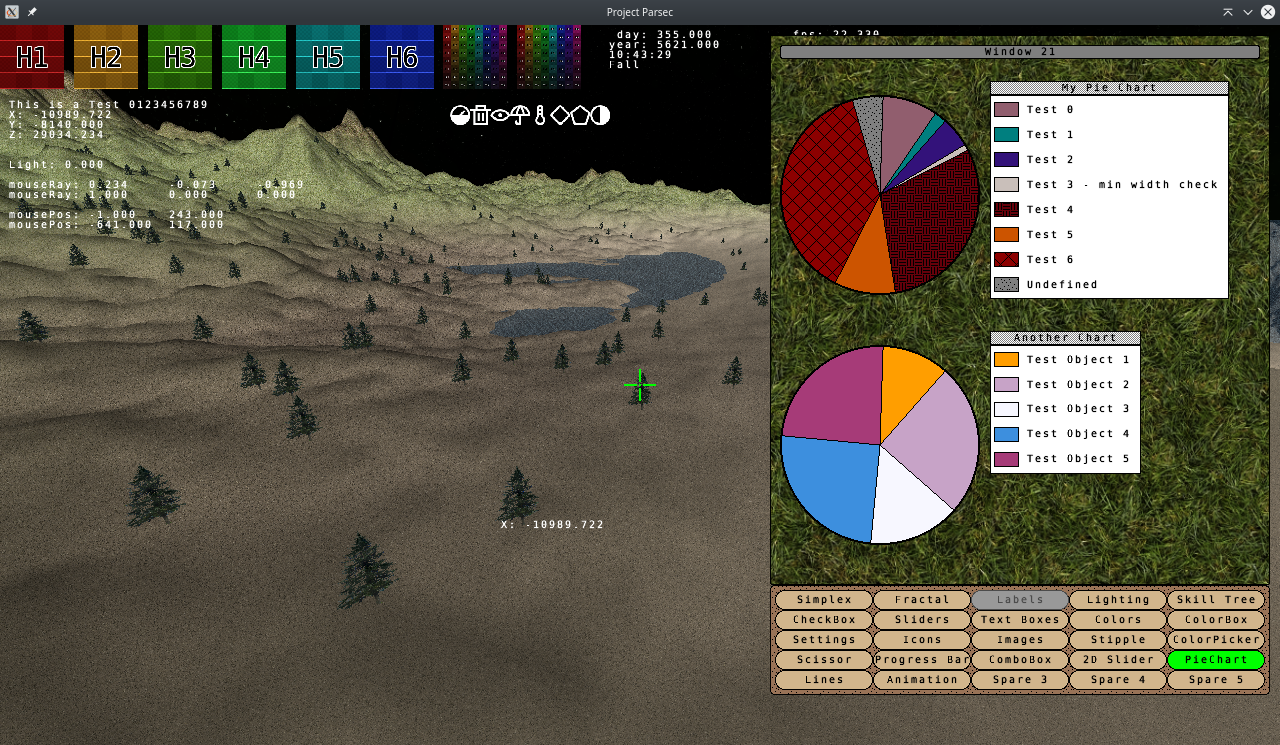 Project Parsec
H1 H2 H3 H4 H5 H6
day: 355.000
year: 5621.000
10:43:29
Fall
fps: 22.330
This is a Test 0123456789
X: -10989.722
Y: -8140.000
Z: 29034.234
Light: 0.000
mouseRay: 0.234 -0.073 -0.969
mouseRay: 1.000 0.000 0.000
mousePos: -1.000 243.000
mousePos: -641.000 117.000
X: -10989.722
Window 21
My Pie Chart
Test 0
Test 1
Test 2
Test 3 - min width check
Test 4
Test 5
Test 6
Undefined
Another Chart
Test Object 1
Test Object 2
Test Object 3
Test Object 4
Test Object 5
Simplex Fractal Labels Lighting Skill Tree
CheckBox Sliders Text Boxes Colors ColorBox
Settings Icons Images Stipple ColorPicker
Scissor Progress Bar ComboBox 2D Slider PieChart
Lines Animation Spare 3 Spare 4 Spare 5